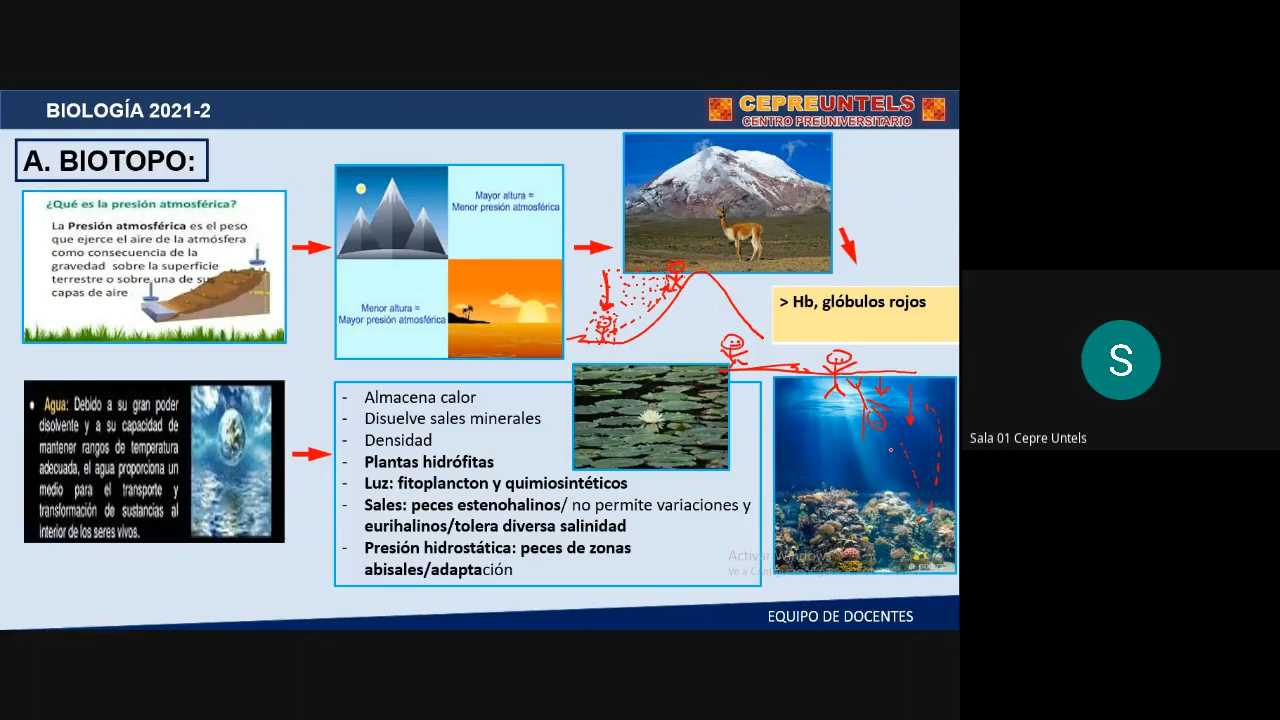 BIOLOGÍA 2021-2
CEPREUNTELS
CENTRO PREUNIVERSITARIO
A. BIOTOPO:
¿Qué es la presión atmosférica?
La Presión atmosférica es el peso
que ejerce el aire de la atmósfera
como consecuencia de la
gravedad sobre la superficie
terrestre o sobre una de sus
capas de aire
Mayor altura =
Menor presión atmosférica
Menor altura =
Mayor presión atmosférica
> Hb, glóbulos rojos
• Agua: Debido a su gran poder
disolvente y a su capacidad de
mantener rangos de temperatura
adecuada, el agua proporciona un
medio para el transporte y
transformación de sustancias al
interior de los seres vivos.
- Almacena calor
- Disuelve sales minerales
- Densidad
- Plantas hidrófitas
- Luz: fitoplancton y quimiosintéticos
- Sales: peces estenohalinos/ no permite variaciones y
eurihalinos/tolera diversa salinidad
- Presión hidrostática: peces de zonas
abisales/adaptación
Activar Windows
EQUIPO DE DOCENTES
S
Sala 01 Cepre Untels